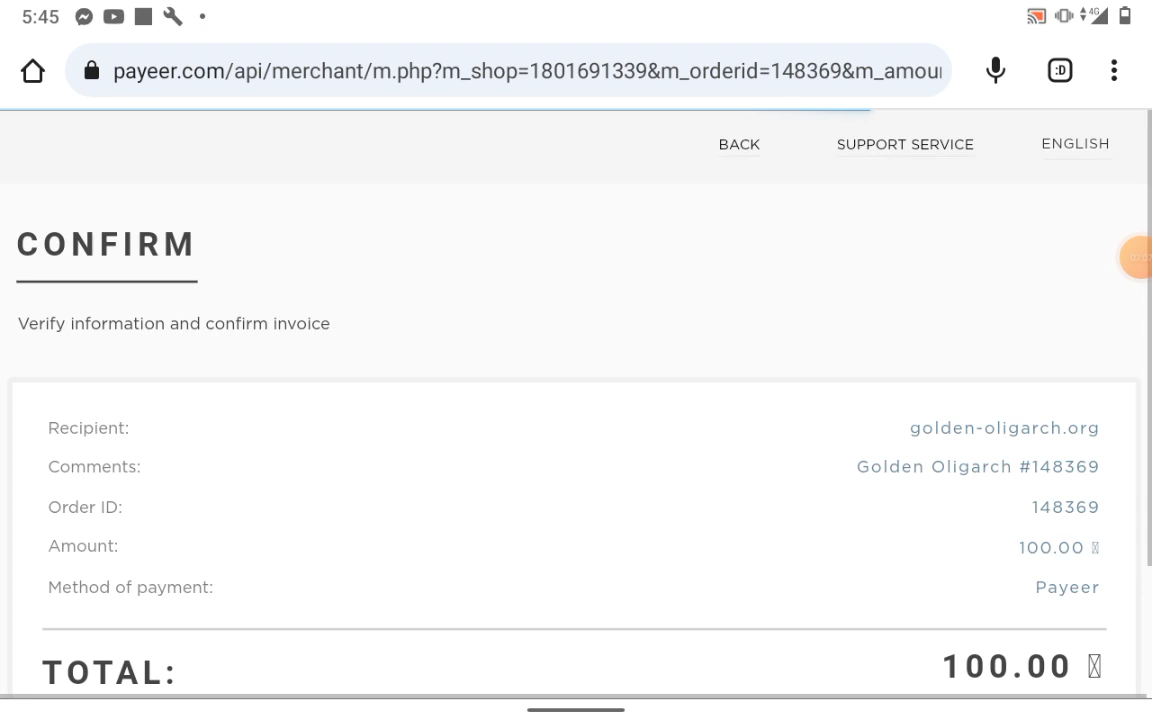 5:45
4G
payeer.com/api/merchant/m.php?m_shop=1801691339&m_orderid=148369&m_amou
:D
BACK
SUPPORT SERVICE
ENGLISH
CONFIRM
Verify information and confirm invoice
Recipient:
golden-oligarch.org
Comments:
Golden Oligarch #148369
Order ID:
148369
Amount:
100.00
Method of payment:
Payeer
TOTAL:
100.00